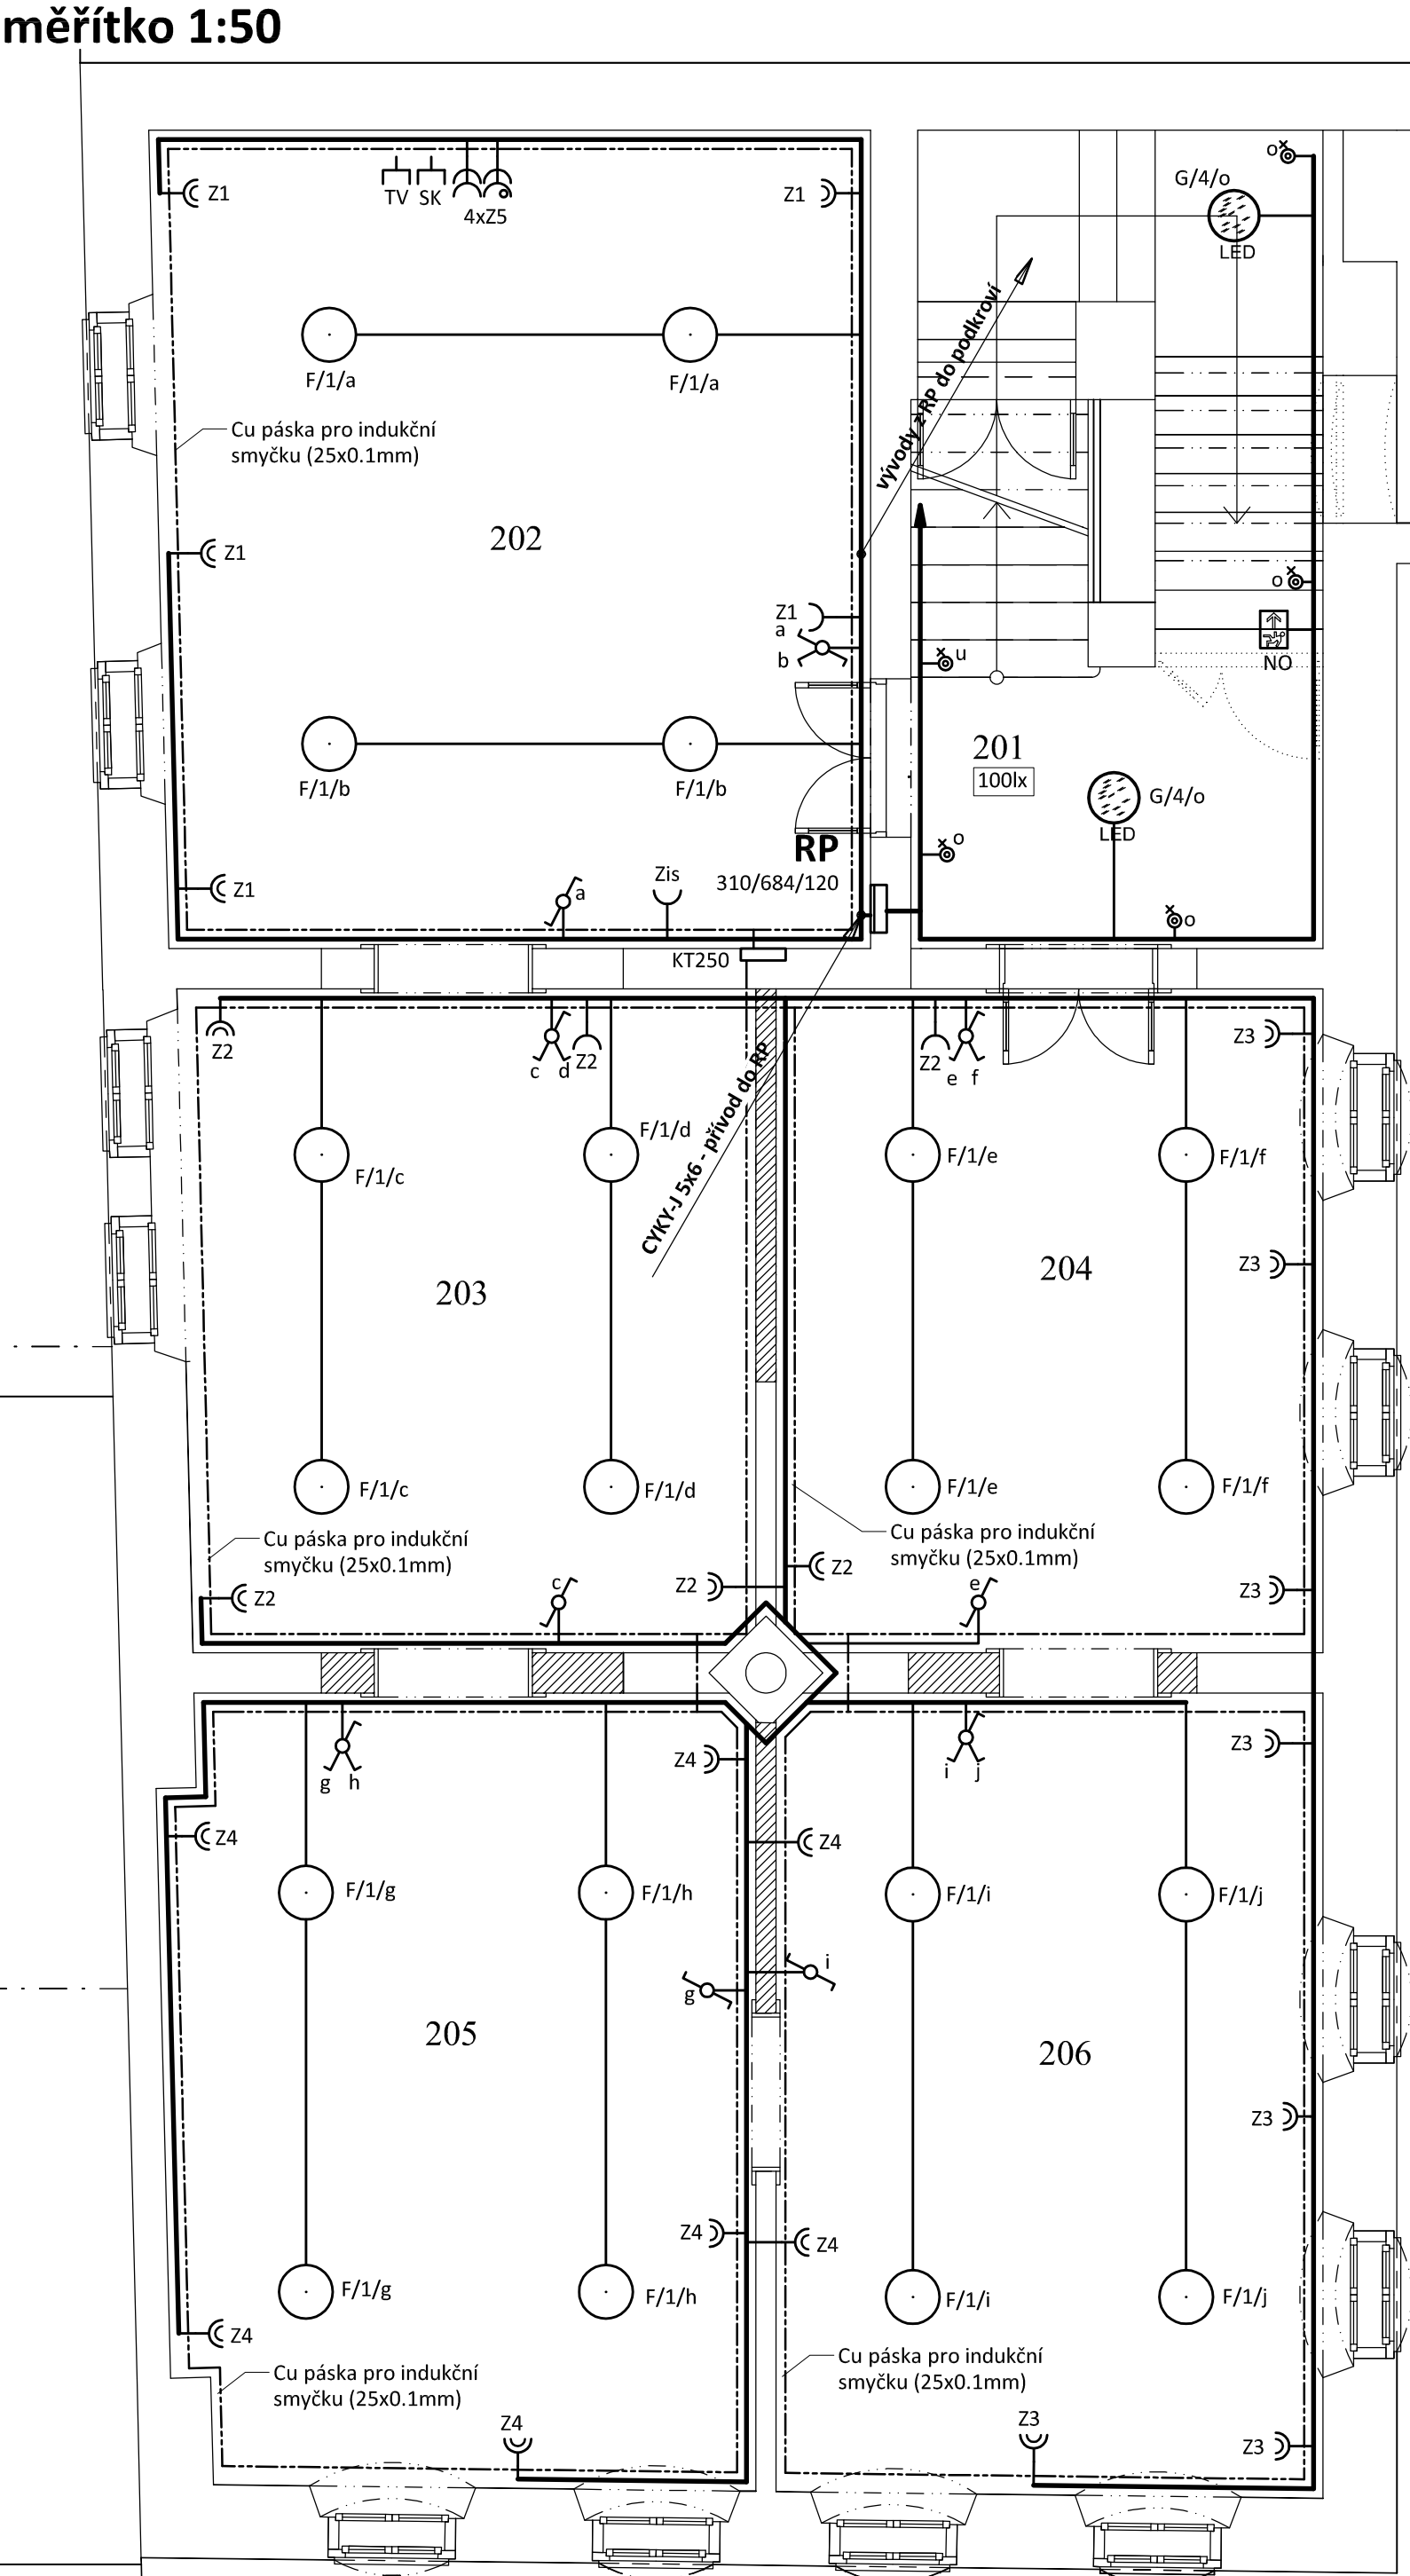 měřítko 1:50
o
G/4/o
LED
Z1
TV
SK
4xZ5
Z1
F/1/a
F/1/a
vývody z RP do podkroví
Cu páska pro indukční
smyčku (25x0.1mm)
202
Z1
o
Z1
a
b
u
NO
201
100lx
F/1/b
F/1/b
G/4/o
LED
RP
310/684/120
o
Zis
Z1
a
o
KT250
Z2
c
d
Z2
Z2
e
f
Z3
CYKY-J 5x6 - přívod do RP
F/1/c
F/1/d
F/1/e
F/1/f
203
204
Z3
F/1/c
F/1/d
F/1/e
F/1/f
Cu páska pro indukční
smyčku (25x0.1mm)
Cu páska pro indukční
smyčku (25x0.1mm)
Z2
c
Z2
Z2
e
Z3
g
h
Z4
i
j
Z3
Z4
Z4
F/1/g
F/1/h
F/1/i
F/1/j
g
i
205
206
Z3
Z4
Z4
F/1/g
F/1/h
F/1/i
F/1/j
Z4
Cu páska pro indukční
smyčku (25x0.1mm)
Cu páska pro indukční
smyčku (25x0.1mm)
Z4
Z3
Z3